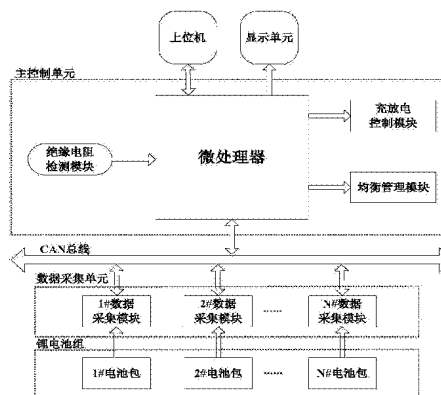 上位机
显示单元
主控制单元
充放电
控制模块
绝缘电阻
检测模块
微处理器
均衡管理模块
CAN总线
数据采集单元
1#数据
采集模块
2#数据
采集模块
......
N#数据
采集模块
锂电池组
1#电池包
2#电池包
......
N#电池包